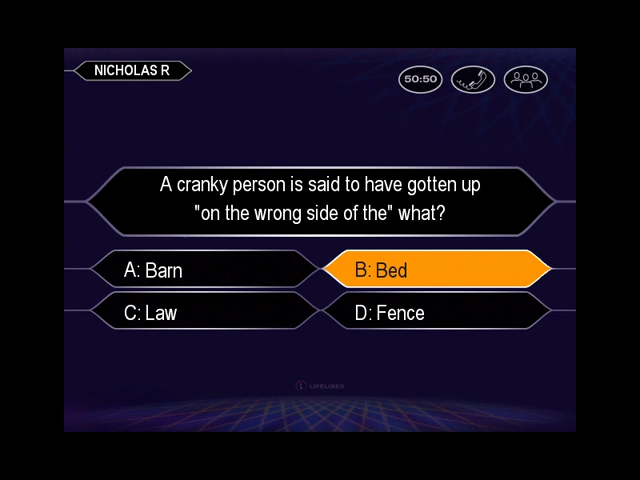 NICHOLAS R
50:50
A cranky person is said to have gotten up
"on the wrong side of the" what?
A: Barn
B: Bed
C: Law
D: Fence
LIFELINES